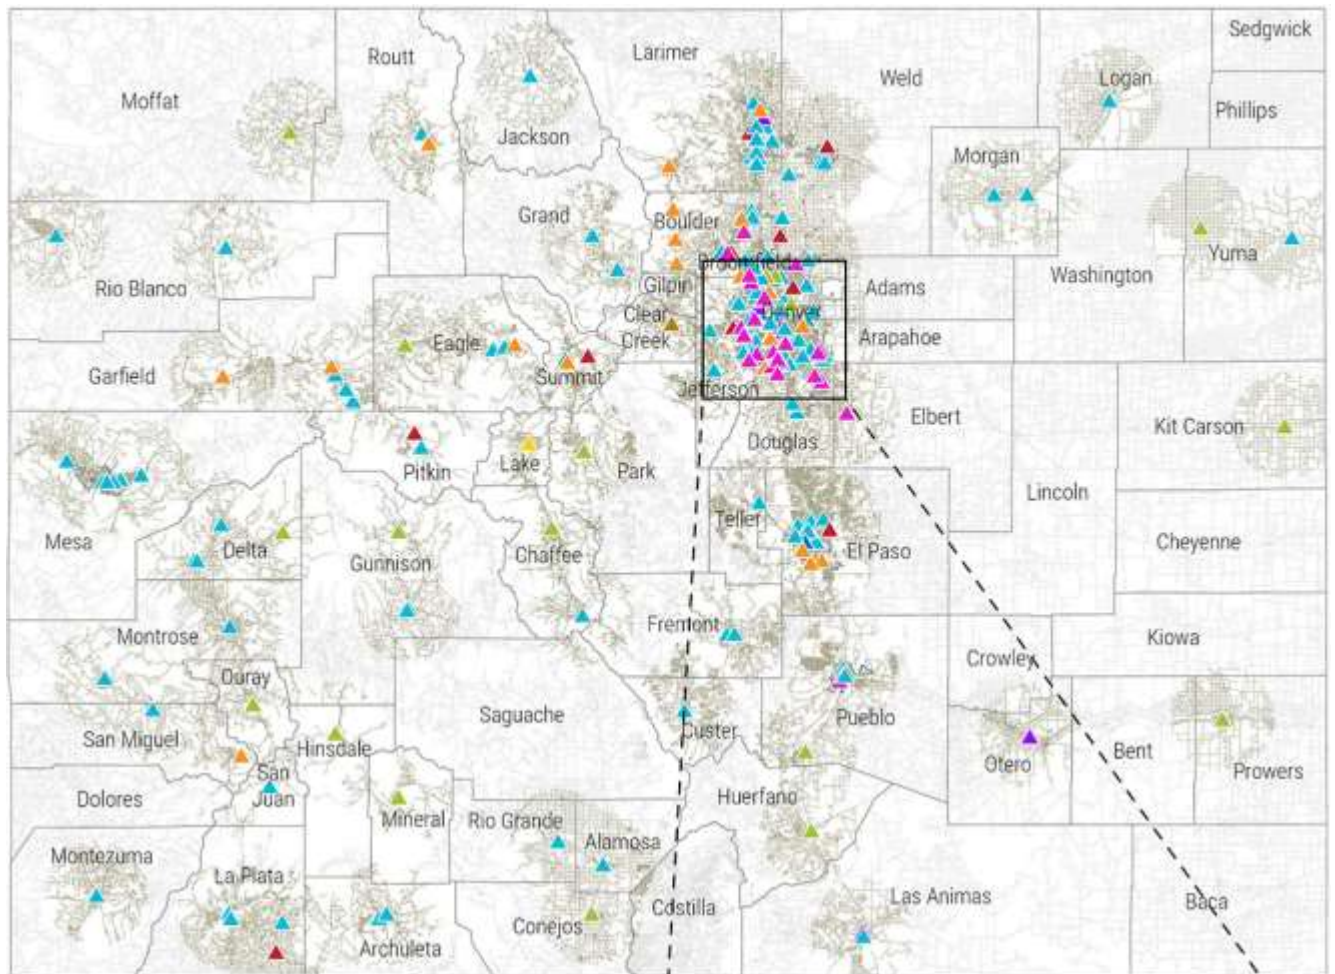 Sedgwick
Routt
Larimer
Weld
Logan
Moffat
Phillips
Jackson
Morgan
Grand
Boulder
Yuma
Washington
Rio Blanco
Broomfield
Gilpin
Adams
Clear
Creek
Denver
Arapahoe
Eagle
Garfield
Summit
Jefferson
Elbert
Kit Carson
Douglas
Lake
Park
Pitkin
Lincoln
Teller
Mesa
Delta
Gunnison
Chaffee
El Paso
Cheyenne
Fremont
Montrose
Kiowa
Crowley
Ouray
Saguache
Pueblo
Custer
San Miguel
Hinsdale
Bent
Otero
Prowers
San
Juan
Dolores
Huerfano
Mineral
Rio Grande
Alamosa
Montezuma
La Plata
Las Animas
Baca
Costilla
Conejos
Archuleta